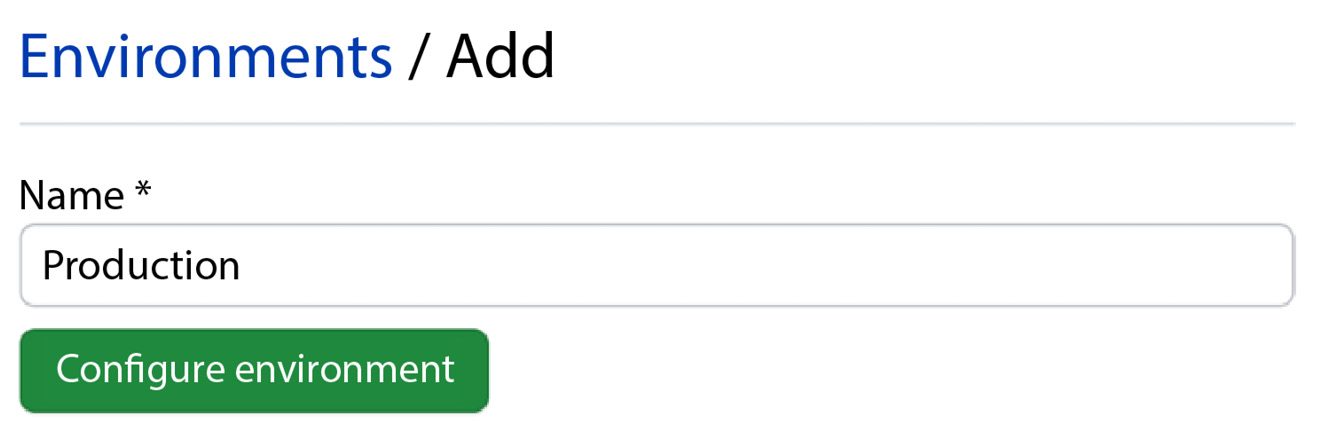 Environments / Add
Name *
Production
Configure environment